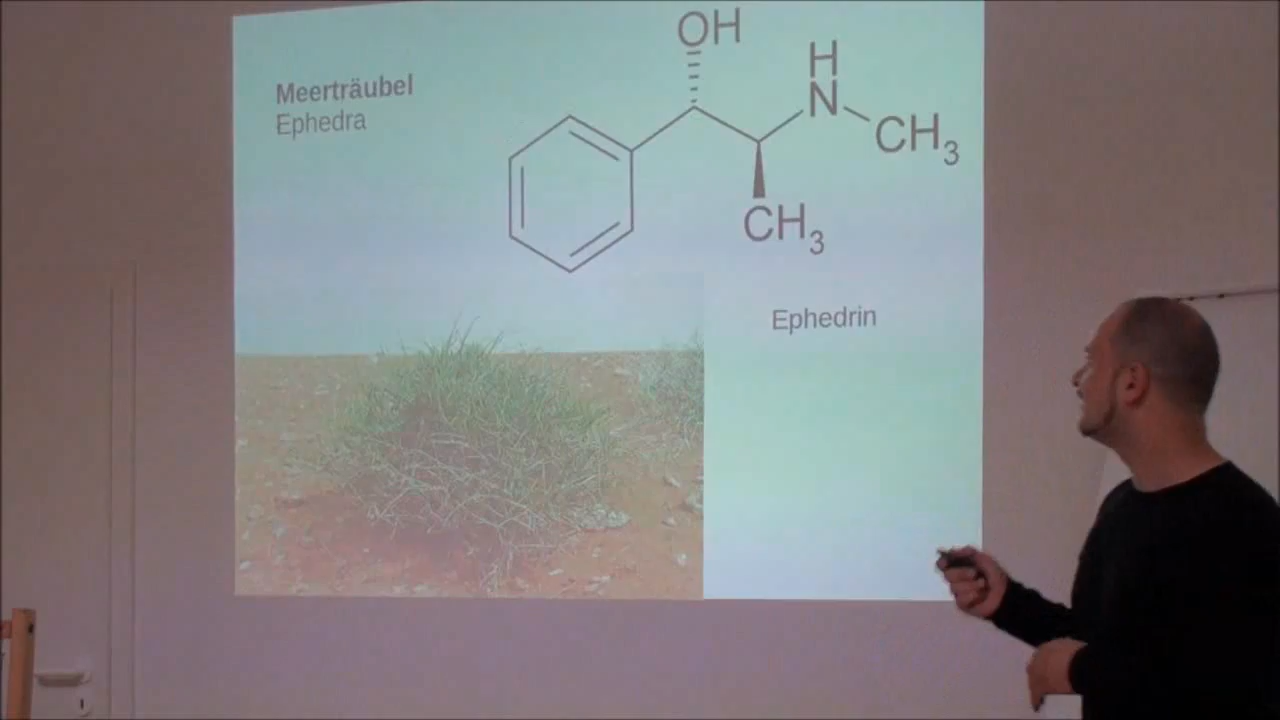 Meerträubel
Ephedra
OH
H
N
CH₃
CH₃
Ephedrin